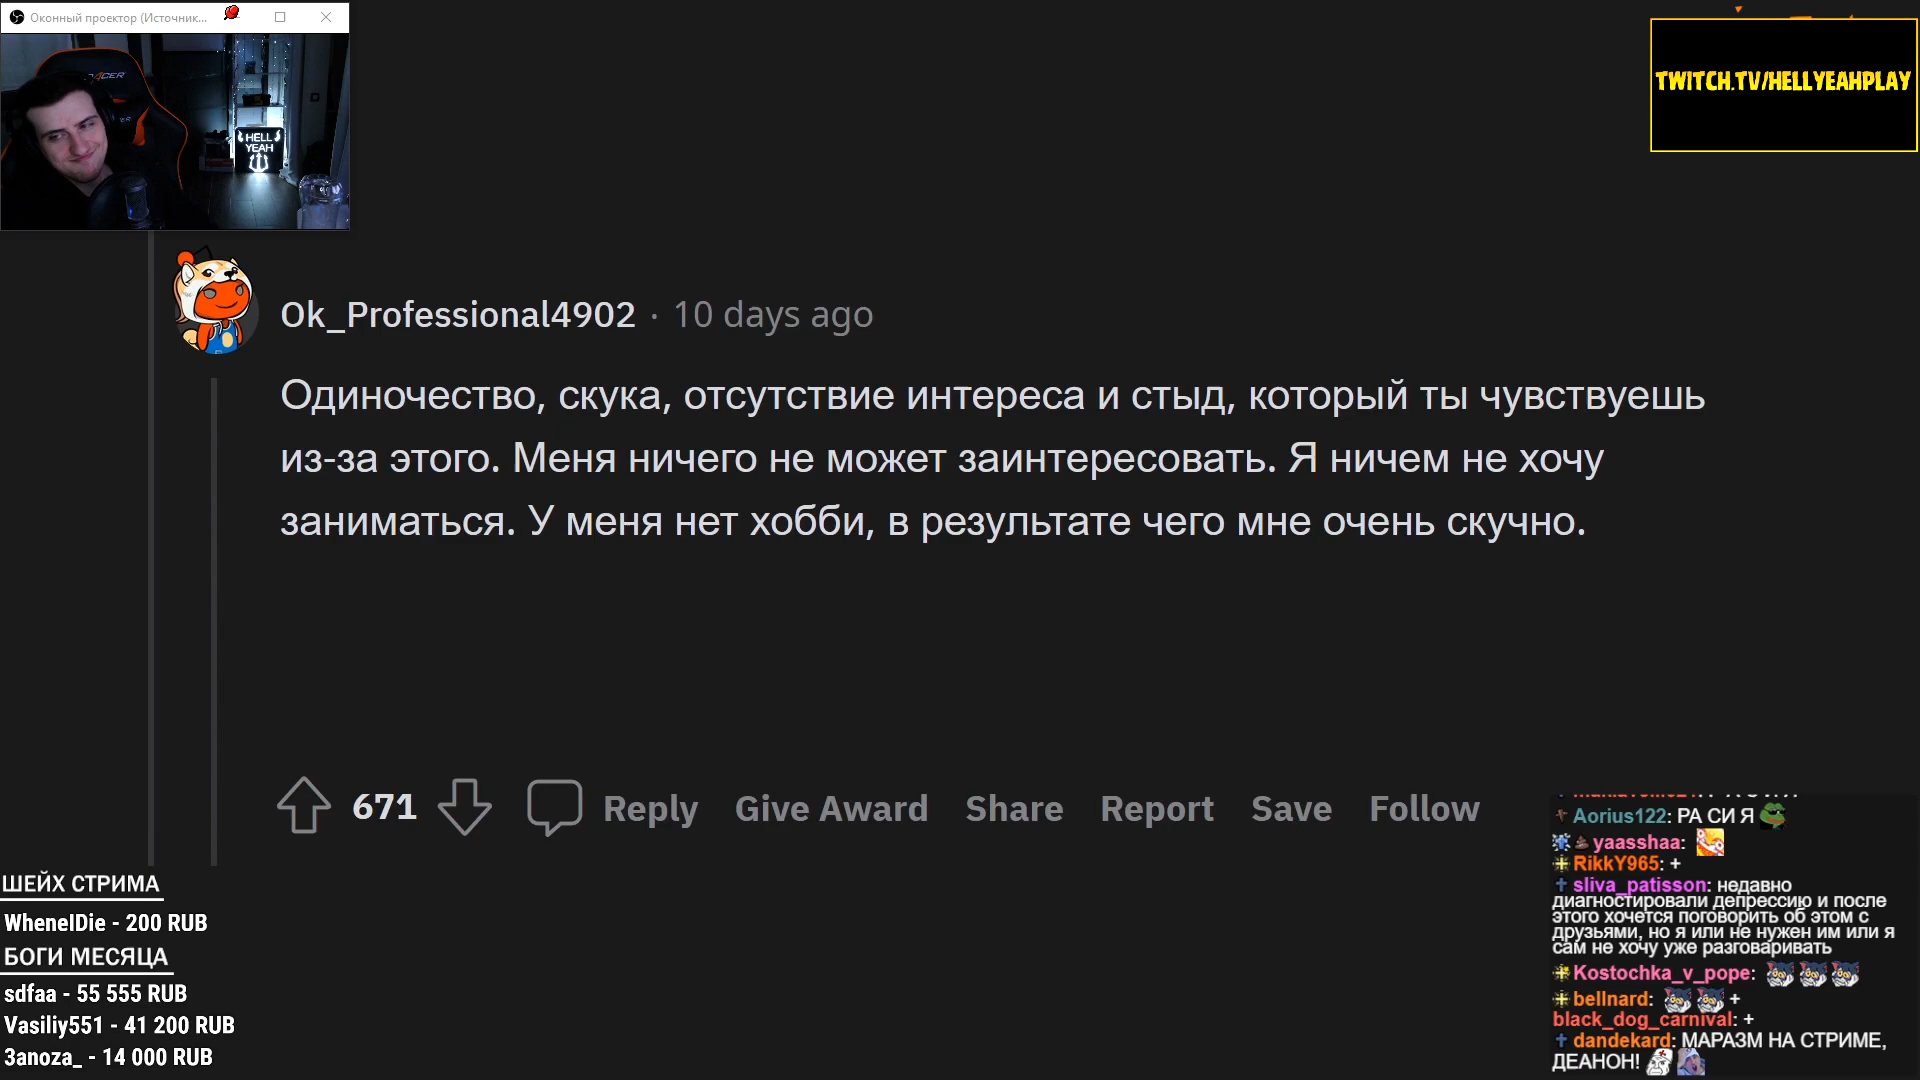 Оконный проектор (Источник...
ACER
HELL
YEAH
TWITCH.TV/HELLYEAHPLAY
Ok_Professional4902 · 10 days ago
Одиночество, скука, отсутствие интереса и стыд, который ты чувствуешь
из-за этого. Меня ничего не может заинтересовать. Я ничем не хочу
заниматься. У меня нет хобби, в результате чего мне очень скучно.
671 Reply Give Award Share Report Save Follow
ШЕЙХ СТРИМА
WhenelDie - 200 RUB
БОГИ МЕСЯЦА
sdfaa - 55 555 RUB
Vasiliy551 - 41 200 RUB
3anoza_ - 14 000 RUB
Aorius122: РА СИ Я
yaasshaa:
RikkY965: +
sliva_patisson: недавно
диагностировали депрессию и после
этого хочется поговорить об этом с
друзьями, но я или не нужен им или я
сам не хочу уже разговаривать
Kostochka_v_pope:
bellnard: +
black_dog_carnival: +
dandekard: МАРАЗМ НА СТРИМЕ,
ДЕАНОН!